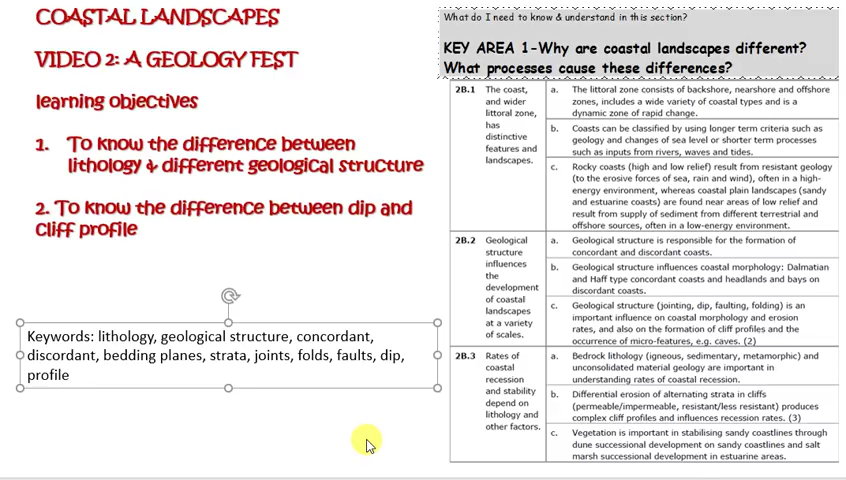 COASTAL LANDSCAPES
VIDEO 2: A GEOLOGY FEST
learning objectives
1. To know the difference between
lithology & different geological structure
2. To know the difference between dip and
cliff profile
Keywords: lithology, geological structure, concordant,
discordant, bedding planes, strata, joints, folds, faults, dip,
profile
What do I need to know & understand in this section?
KEY AREA 1-Why are coastal landscapes different?
What processes cause these differences?
2B.1 The coast,
and wider
littoral zone,
has
distinctive
features and
landscapes.
a. The littoral zone consists of backshore, nearshore and offshore
zones, includes a wide variety of coastal types and is a
dynamic zone of rapid change.
b. Coasts can be classified by using longer term criteria such as
geology and changes of sea level or shorter term processes
such as inputs from rivers, waves and tides.
c. Rocky coasts (high and low relief) result from resistant geology
(to the erosive forces of sea, rain and wind), often in a high-
energy environment, whereas coastal plain landscapes (sandy
and estuarine coasts) are found near areas of low relief and
result from supply of sediment from different terrestrial and
offshore sources, often in a low-energy environment.
2B.2 Geological
structure
influences
the
development
of coastal
landscapes
at a variety
of scales.
a. Geological structure is responsible for the formation of
concordant and discordant coasts.
b. Geological structure influences coastal morphology: Dalmatian
and Haff type concordant coasts and headlands and bays on
discordant coasts.
c. Geological structure (jointing, dip, faulting, folding) is an
important influence on coastal morphology and erosion
rates, and also on the formation of cliff profiles and the
occurrence of micro-features, e.g. caves. (2)
2B.3 Rates of
coastal
recession
and stability
depend on
lithology and
other factors.
a. Bedrock lithology (igneous, sedimentary, metamorphic) and
unconsolidated material geology are important in
understanding rates of coastal recession.
b. Differential erosion of alternating strata in cliffs
(permeable/impermeable, resistant/less resistant) produces
complex cliff profiles and influences recession rates. (3)
c. Vegetation is important in stabilising sandy coastlines through
dune successional development on sandy coastlines and salt
marsh successional development in estuarine areas.